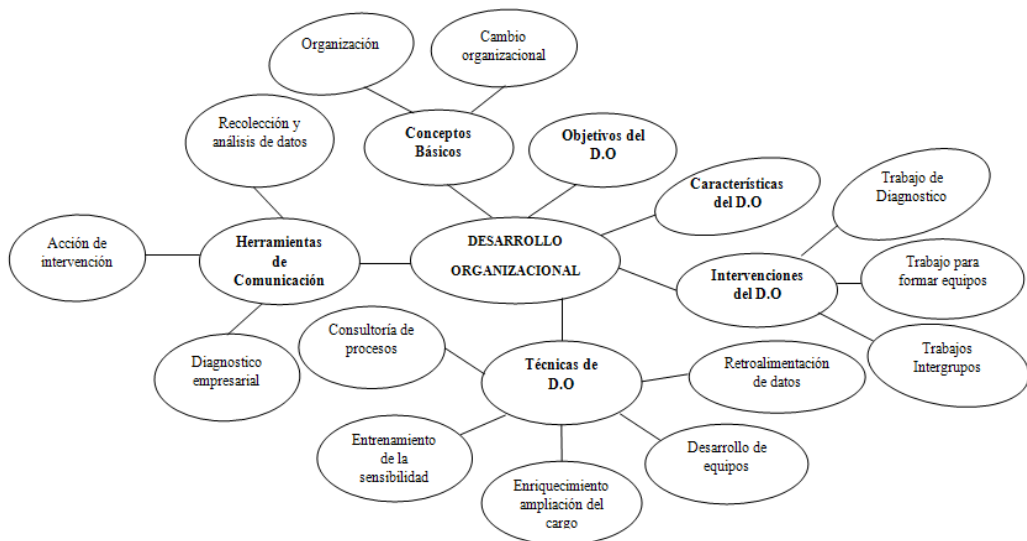 Organización
Cambio
organizacional
Recolección y
análisis de datos
Conceptos
Básicos
Objetivos del
D.O
Características
del D.O
Trabajo de
Diagnostico
Acción de
intervención
Herramientas
de
Comunicación
DESARROLLO
ORGANIZACIONAL
Intervenciones
del D.O
Trabajo para
formar equipos
Consultoría de
procesos
Diagnostico
empresarial
Técnicas de
D.O
Retroalimentación
de datos
Trabajos
Intergrupos
Entrenamiento
de la
sensibilidad
Enriquecimiento
ampliación del
cargo
Desarrollo de
equipos